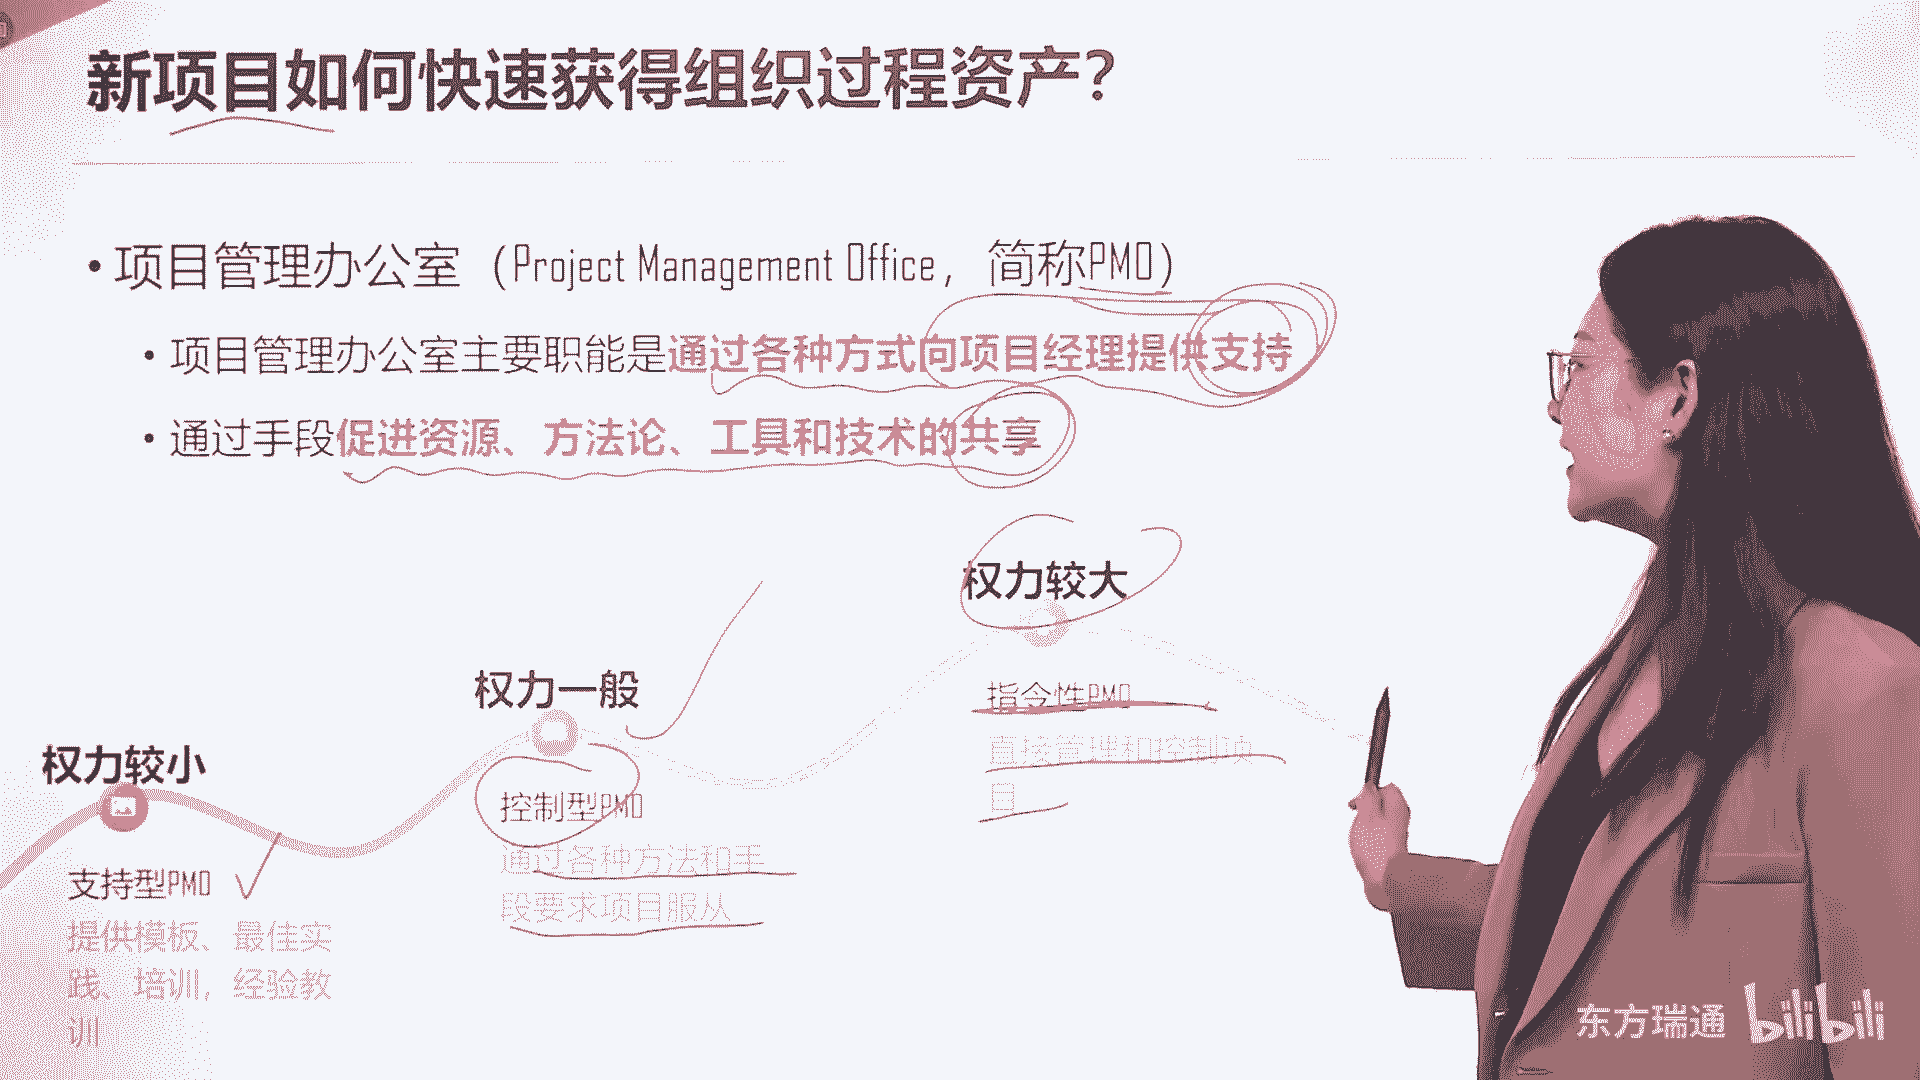 新项目如何快速获得组织过程资产？
• 项目管理办公室（Project Management Office，简称PMO）
• 项目管理办公室主要职能是通过各种方式向项目经理提供支持
• 通过手段促进资源、方法论、工具和技术的共享
权力较大
指令性PMO
直接管理和控制项
目
权力一般
控制型PMO
通过各种方法和手
段要求项目服从
权力较小
支持型PMO
提供模板、最佳实
践、培训，经验教
训
东方瑞通 bilibili